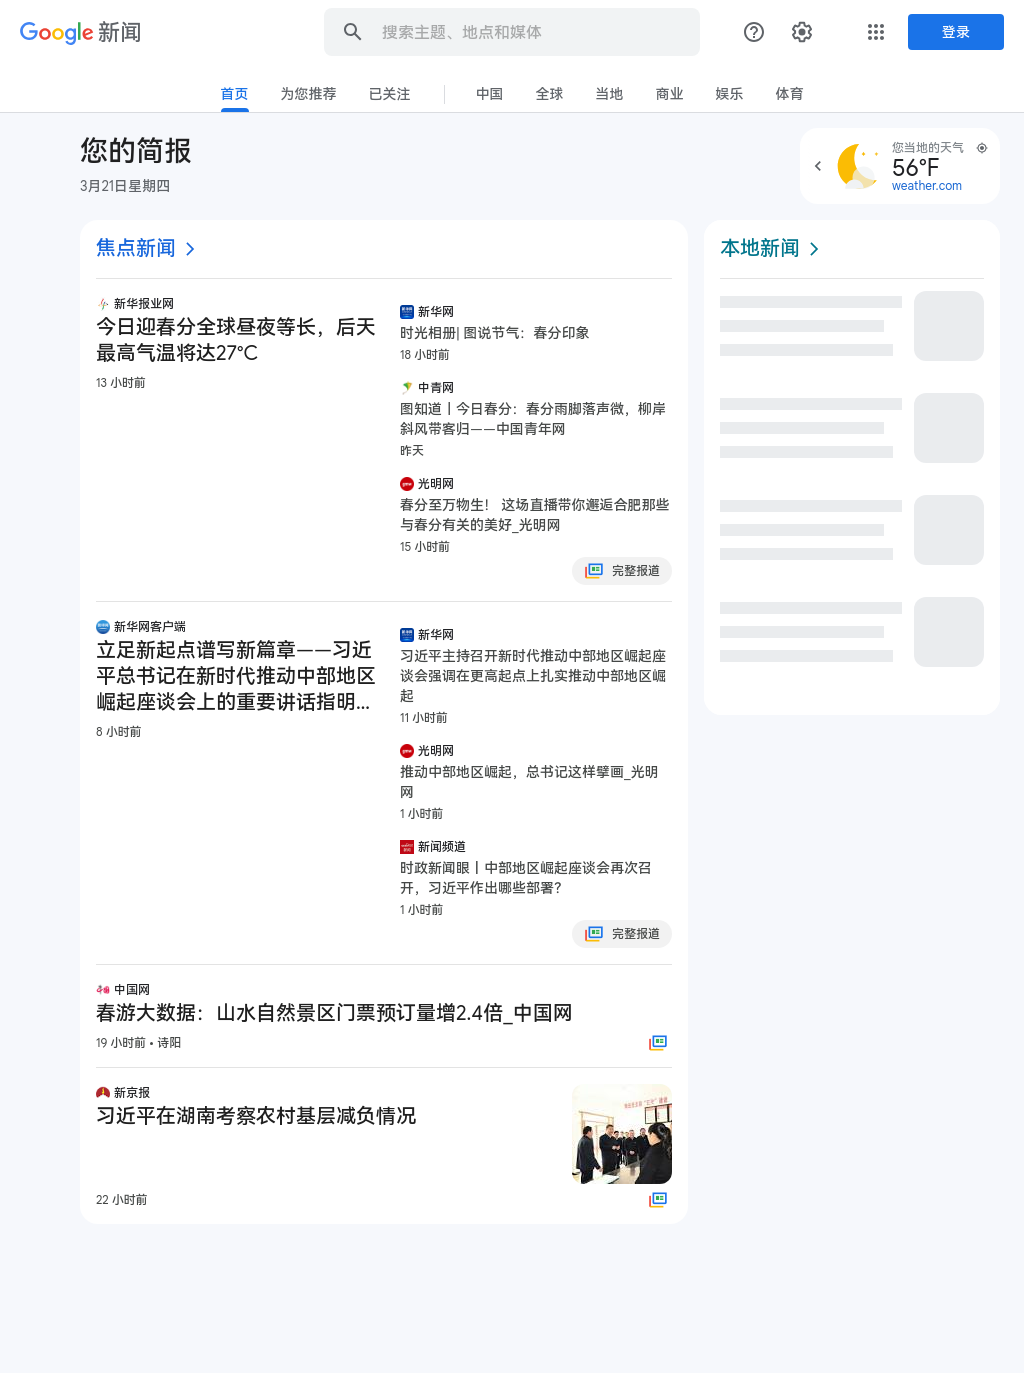 Google 新闻
搜索主题、地点和媒体
登录
首页
为您推荐
已关注
中国
全球
当地
商业
娱乐
体育
您的简报
3月21日星期四
您当地的天气
56°F
weather.com
焦点新闻
新华报业网
今日迎春分全球昼夜等长，后天
最高气温将达27℃
13 小时前
新华网
时光相册| 图说节气：春分印象
18 小时前
中青网
图知道丨今日春分：春分雨脚落声微，柳岸
斜风带客归——中国青年网
昨天
光明网
春分至万物生！ 这场直播带你邂逅合肥那些
与春分有关的美好_光明网
15 小时前
完整报道
新华网客户端
立足新起点谱写新篇章——习近
平总书记在新时代推动中部地区
崛起座谈会上的重要讲话指明...
8 小时前
新华网
习近平主持召开新时代推动中部地区崛起座
谈会强调在更高起点上扎实推动中部地区崛
起
11 小时前
光明网
推动中部地区崛起，总书记这样擘画_光明
网
1 小时前
新闻频道
时政新闻眼丨中部地区崛起座谈会再次召
开，习近平作出哪些部署？
1 小时前
完整报道
中国网
春游大数据：山水自然景区门票预订量增2.4倍_中国网
19 小时前 • 诗阳
新京报
习近平在湖南考察农村基层减负情况
22 小时前
本地新闻